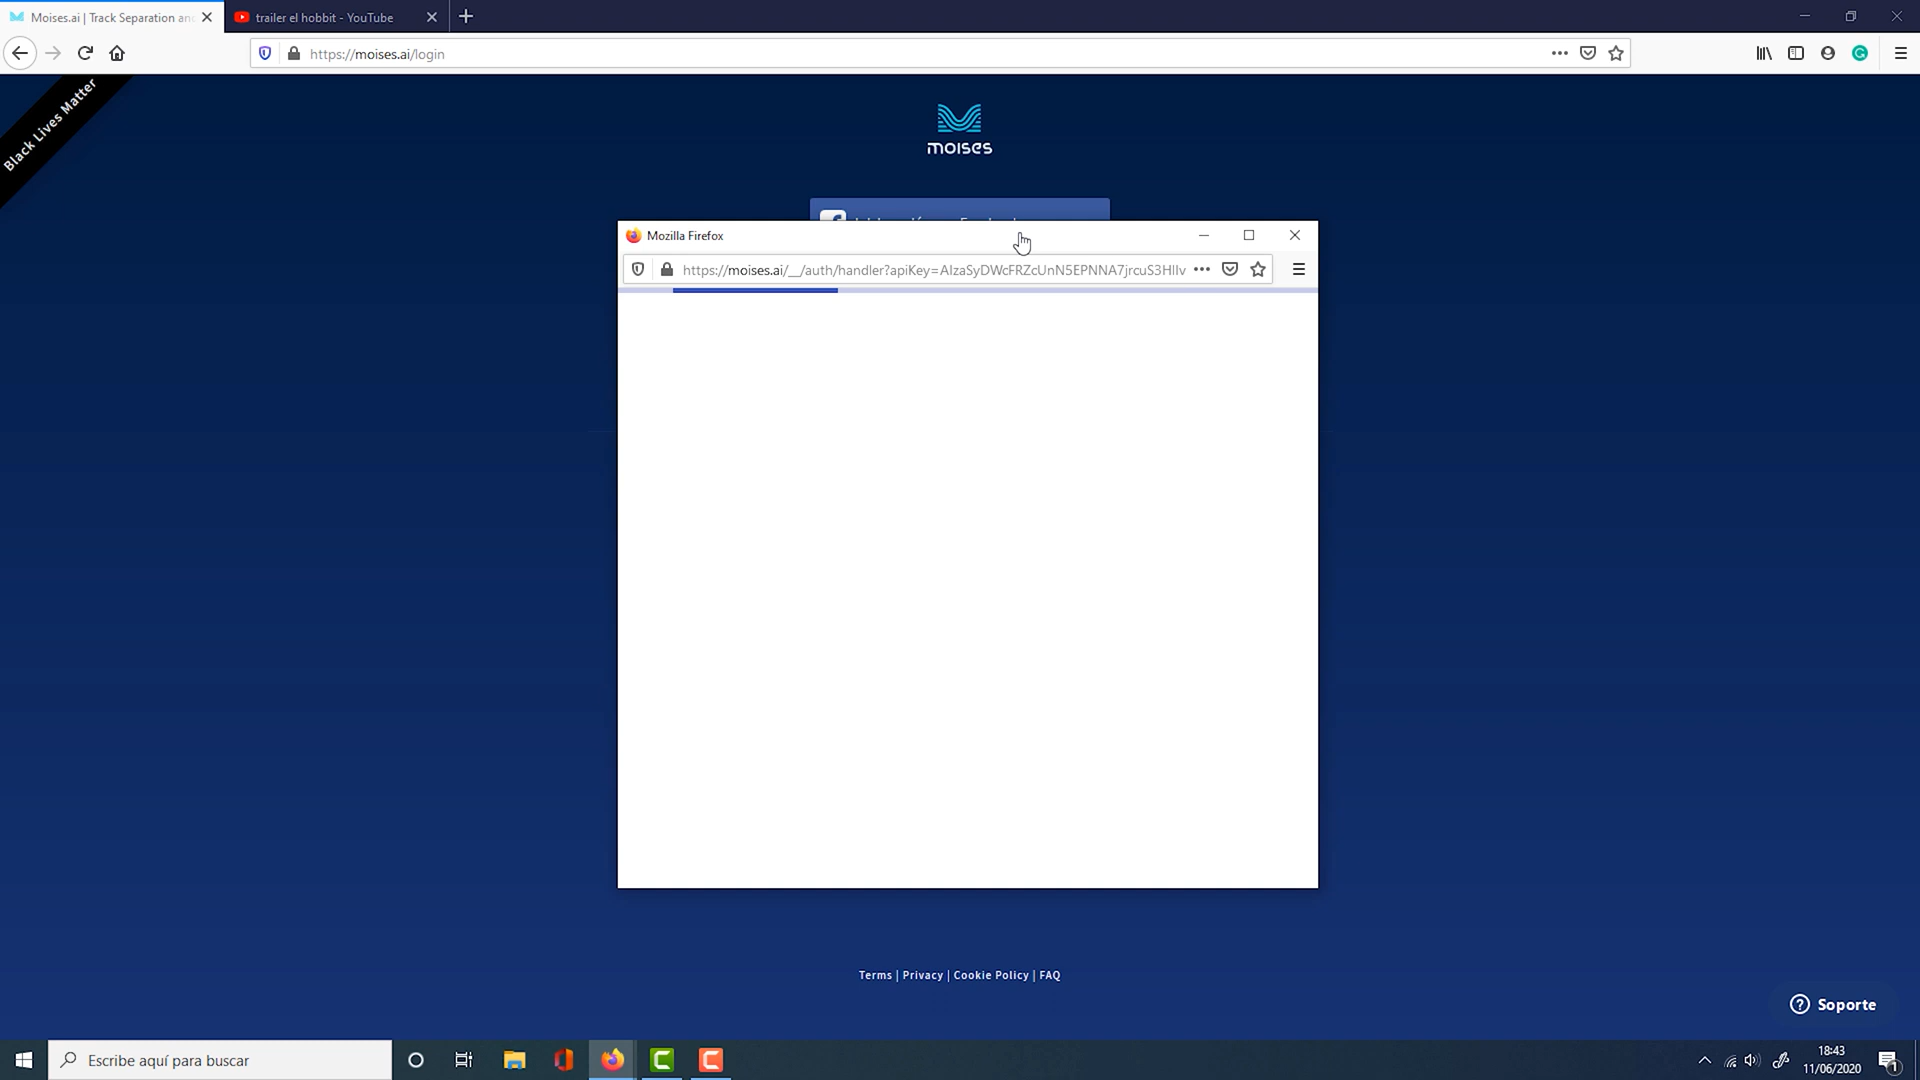 Moises.ai | Track Separation an
trailer el hobbit - YouTube
https://moises.ai/login
Black Lives Matter
moises
Mozilla Firefox
https://moises.ai/__/auth/handler?apiKey=AIzaSyDWcFRZcUnN5EPNNA7jrcuS3HIlv
Terms | Privacy | Cookie Policy | FAQ
Soporte
Escribe aquí para buscar
18:43
11/06/2020
1